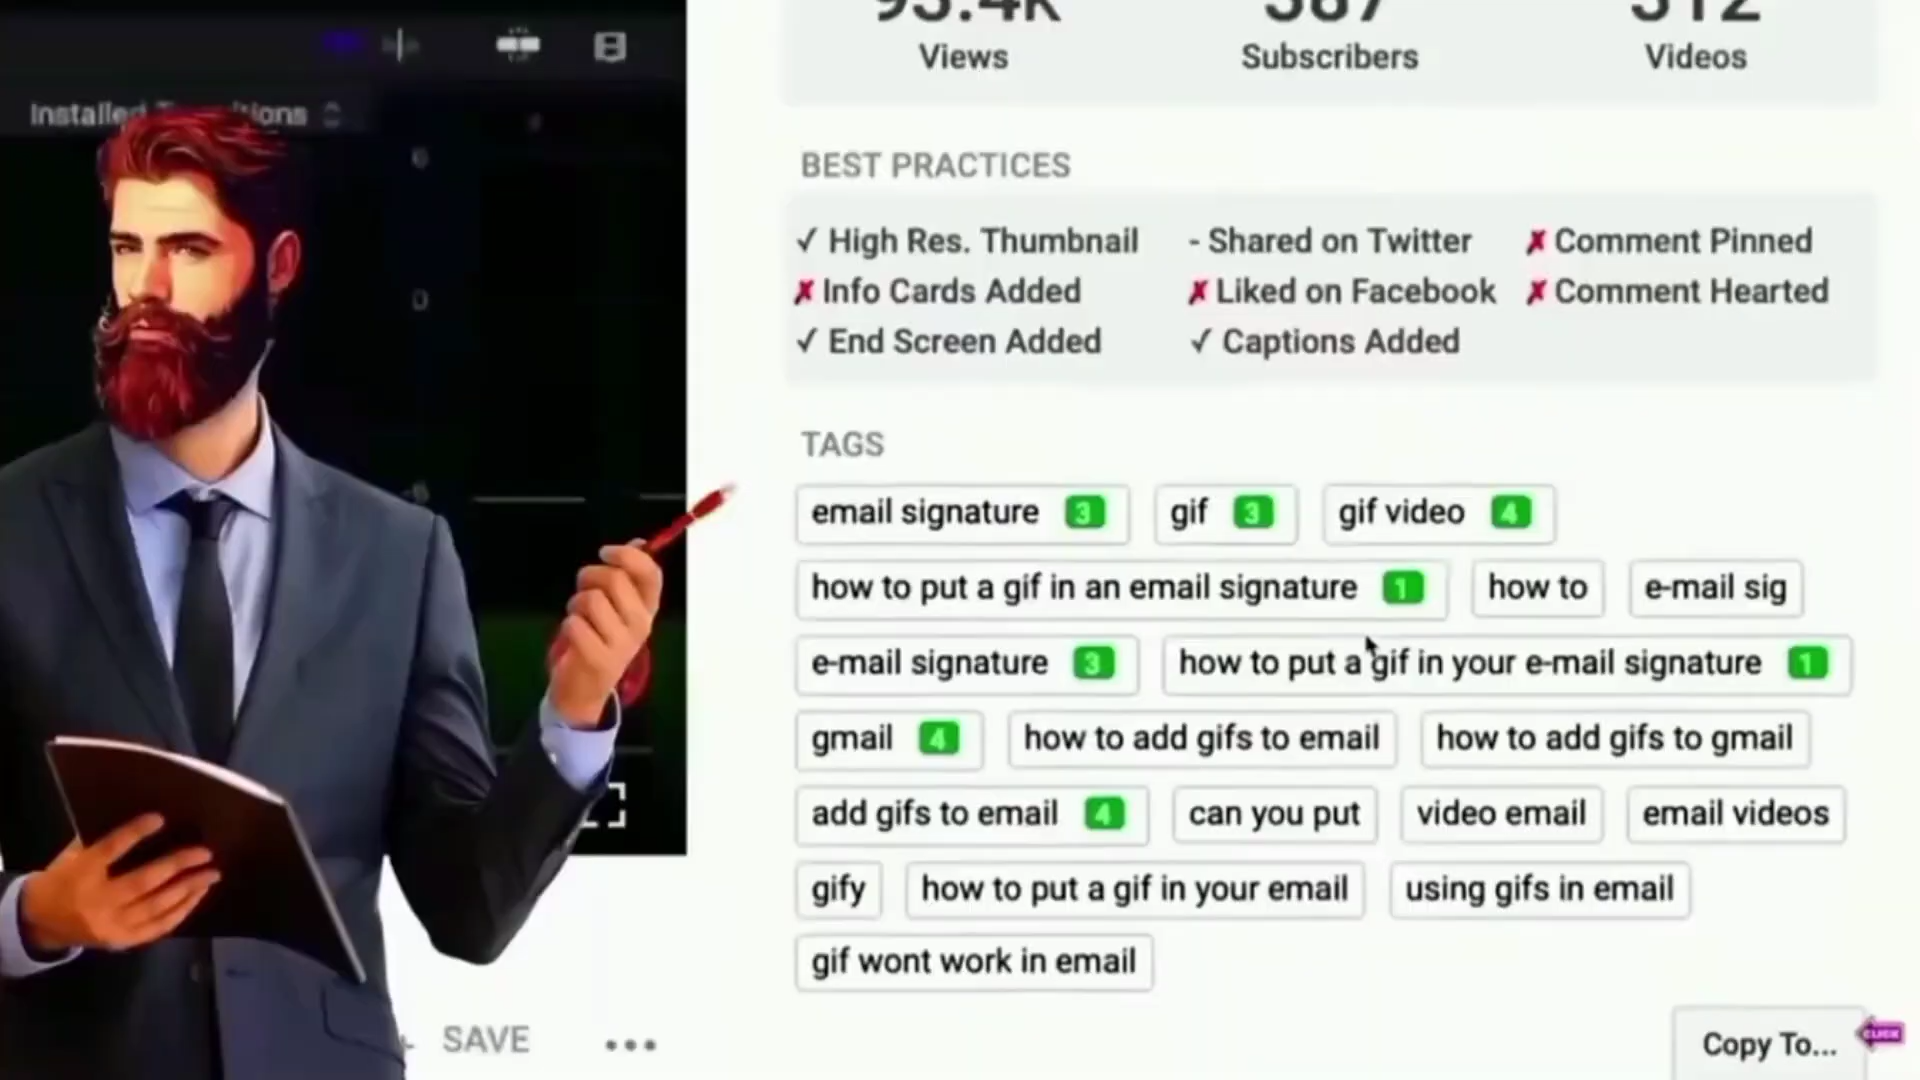 Views
Subscribers
Videos
BEST PRACTICES
✓ High Res. Thumbnail - Shared on Twitter ✗ Comment Pinned
✗ Info Cards Added ✗ Liked on Facebook ✗ Comment Hearted
✓ End Screen Added ✓ Captions Added
TAGS
email signature 3 gif 3 gif video 4
how to put a gif in an email signature 1 how to e-mail sig
e-mail signature 3 how to put a gif in your e-mail signature 1
gmail 4 how to add gifs to email how to add gifs to gmail
add gifs to email 4 can you put video email email videos
gify how to put a gif in your email using gifs in email
gif wont work in email
Copy To...
CLICK
Installed
6
0
SAVE